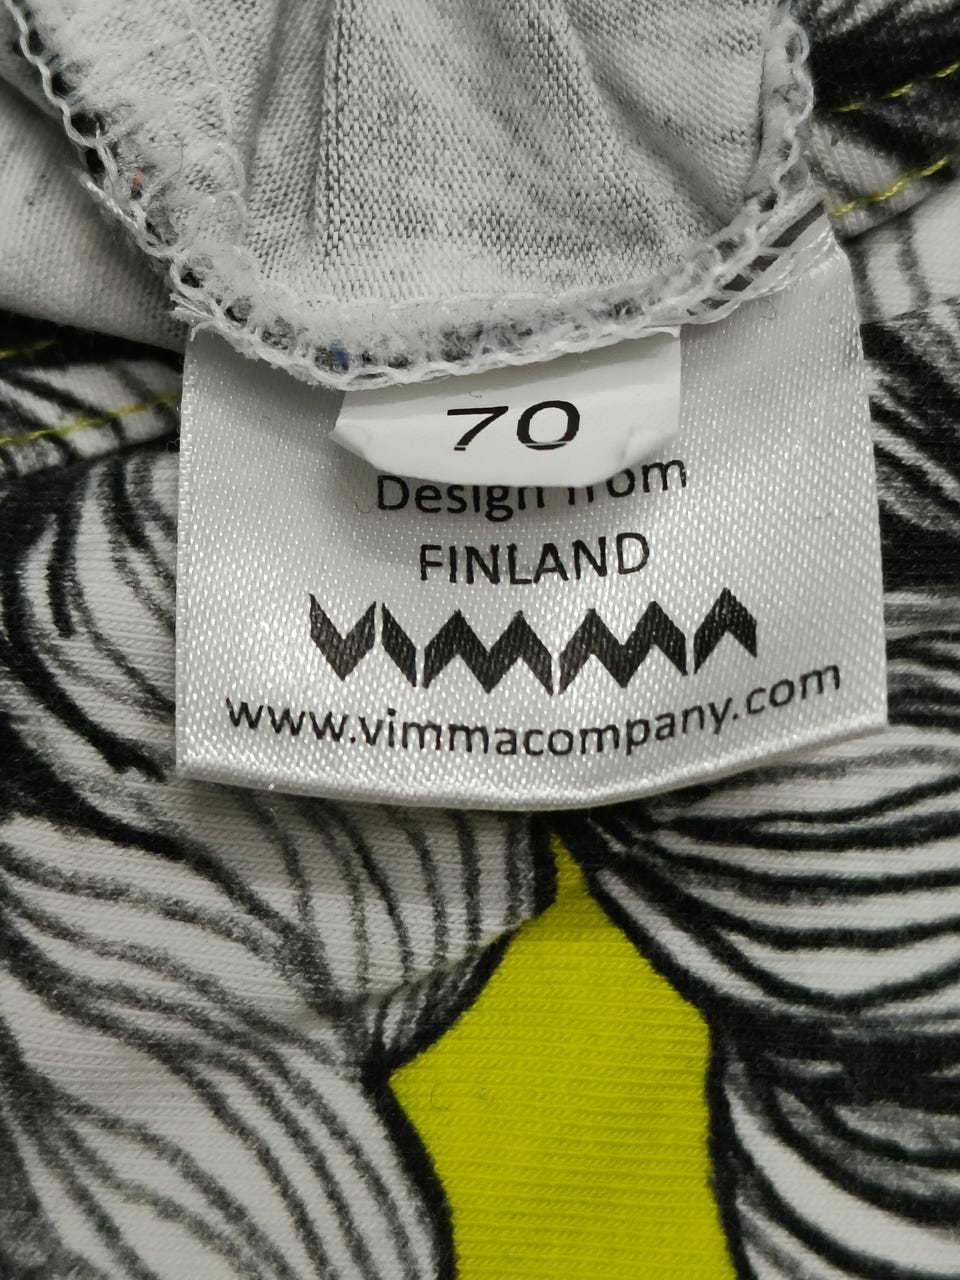 70
Design from
FINLAND
VIMMA
www.vimmacompany.com